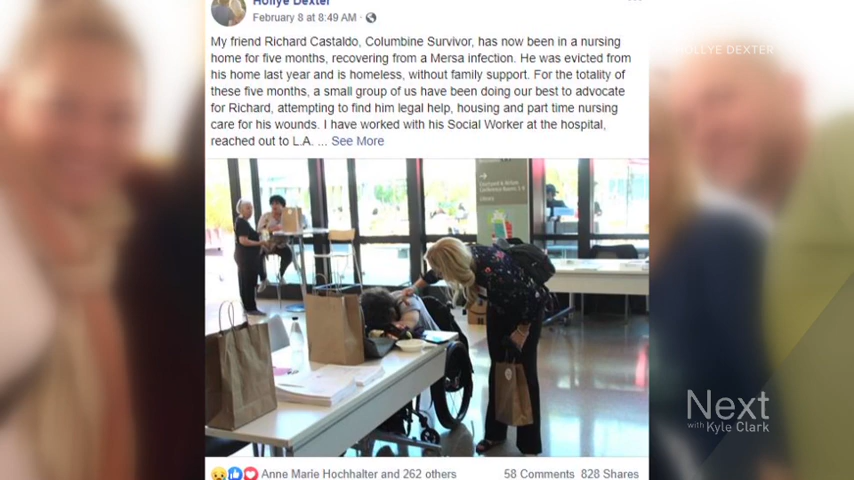 Hollye Dexter
February 8 at 8:49 AM ·
HOLLYE DEXTER
My friend Richard Castaldo, Columbine Survivor, has now been in a nursing
home for five months, recovering from a Mersa infection. He was evicted from
his home last year and is homeless, without family support. For the totality of
these five months, a small group of us have been doing our best to advocate
for Richard, attempting to find him legal help, housing and part time nursing
care for his wounds. I have worked with his Social Worker at the hospital,
reached out to L.A. ... See More
Courtyard & Atrium
Conference Room
Library
Next
with Kyle Clark
Anne Marie Hochhalter and 262 others
58 Comments 828 Shares